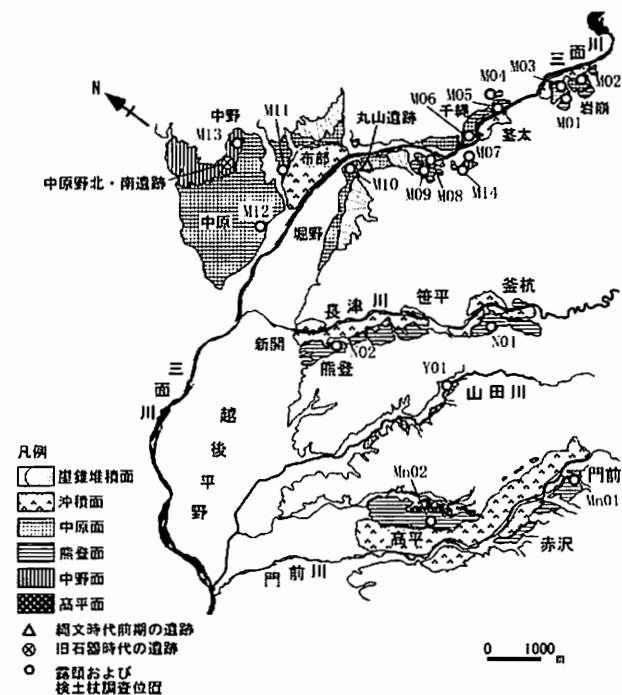 三面川
M03
M02
M04
M05
岩崩
M01
M06
千縄
茎太
N
中野
M11
丸山遺跡
M13
布部
M07
中原野北・南遺跡
M10
M09
M08
M14
中原
M12
堀野
長津川
笹平
釜杭
新開
N02
N01
熊登
三面川
Y01
山田川
越後平野
凡例
崖錐堆積面
沖積面
中原面
熊登面
中野面
高平面
縄文時代前期の遺跡
旧石器時代の遺跡
露頭および
検土杖調査位置
Mn02
門前
Mn01
高平
赤沢
門前川
0 1000m